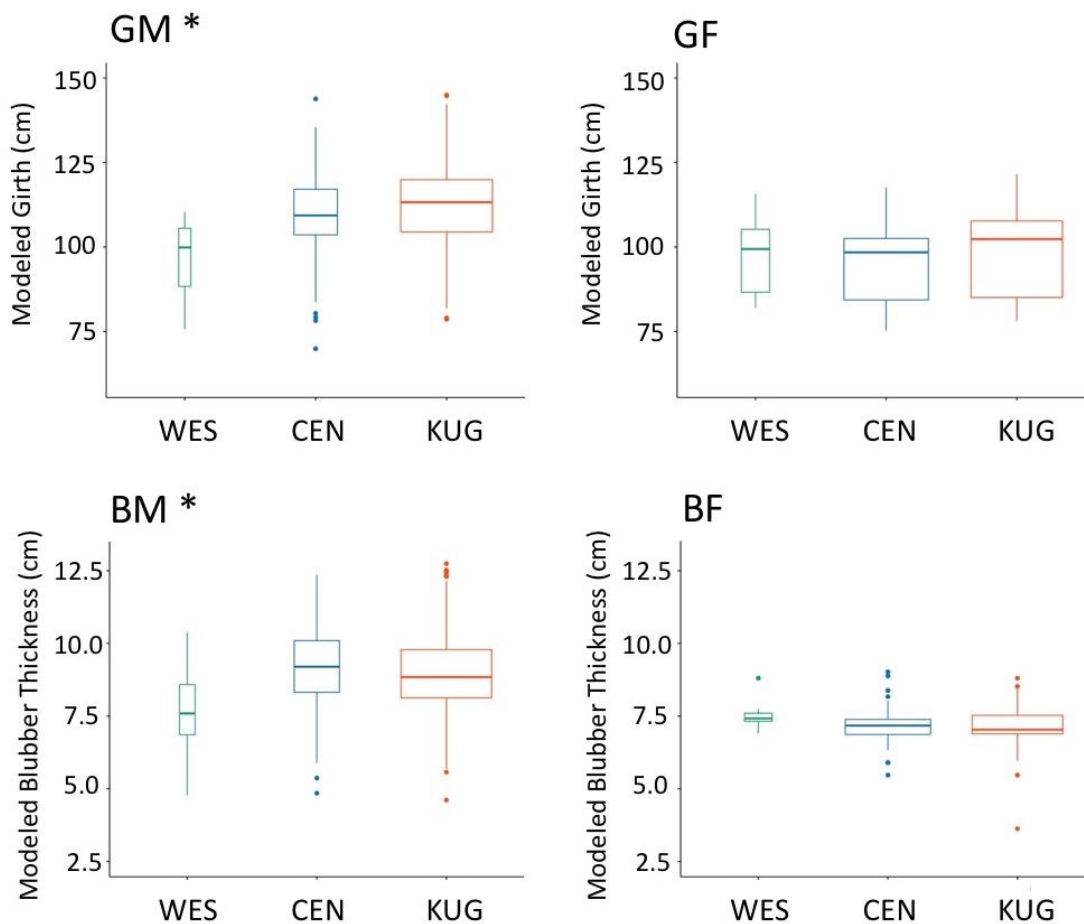 GM *
Modeled Girth (cm)
150
125
100
75
WES CEN KUG
GF
Modeled Girth (cm)
150
125
100
75
WES CEN KUG
BM *
Modeled Blubber Thickness (cm)
12.5
10.0
7.5
5.0
2.5
WES CEN KUG
BF
Modeled Blubber Thickness (cm)
12.5
10.0
7.5
5.0
2.5
WES CEN KUG